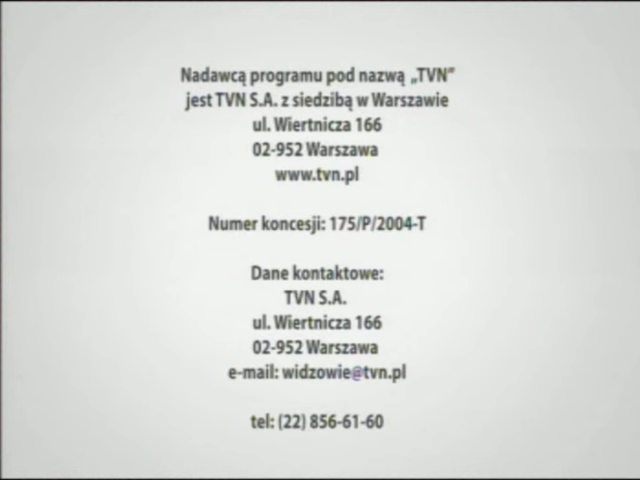 Nadawcą programu pod nazwą „TVN”
jest TVN S.A. z siedzibą w Warszawie
ul. Wiertnicza 166
02-952 Warszawa
www.tvn.pl
Numer koncesji: 175/P/2004-T
Dane kontaktowe:
TVN S.A.
ul. Wiertnicza 166
02-952 Warszawa
e-mail: widzowie@tvn.pl
tel: (22) 856-61-60